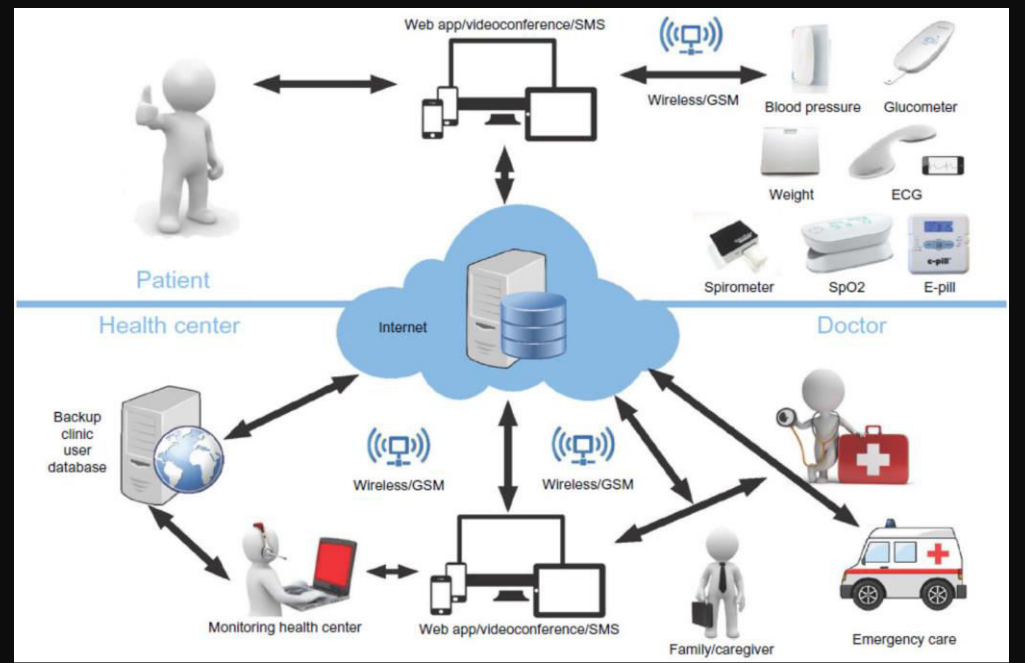 Web app/videoconference/SMS
Wireless/GSM
Blood pressure
Glucometer
Weight
ECG
Spirometer
SpO2
e-pill
E-pill
Patient
Health center
Internet
Doctor
Backup
clinic
user
database
Wireless/GSM
Wireless/GSM
Monitoring health center
Web app/videoconference/SMS
Family/caregiver
Emergency care